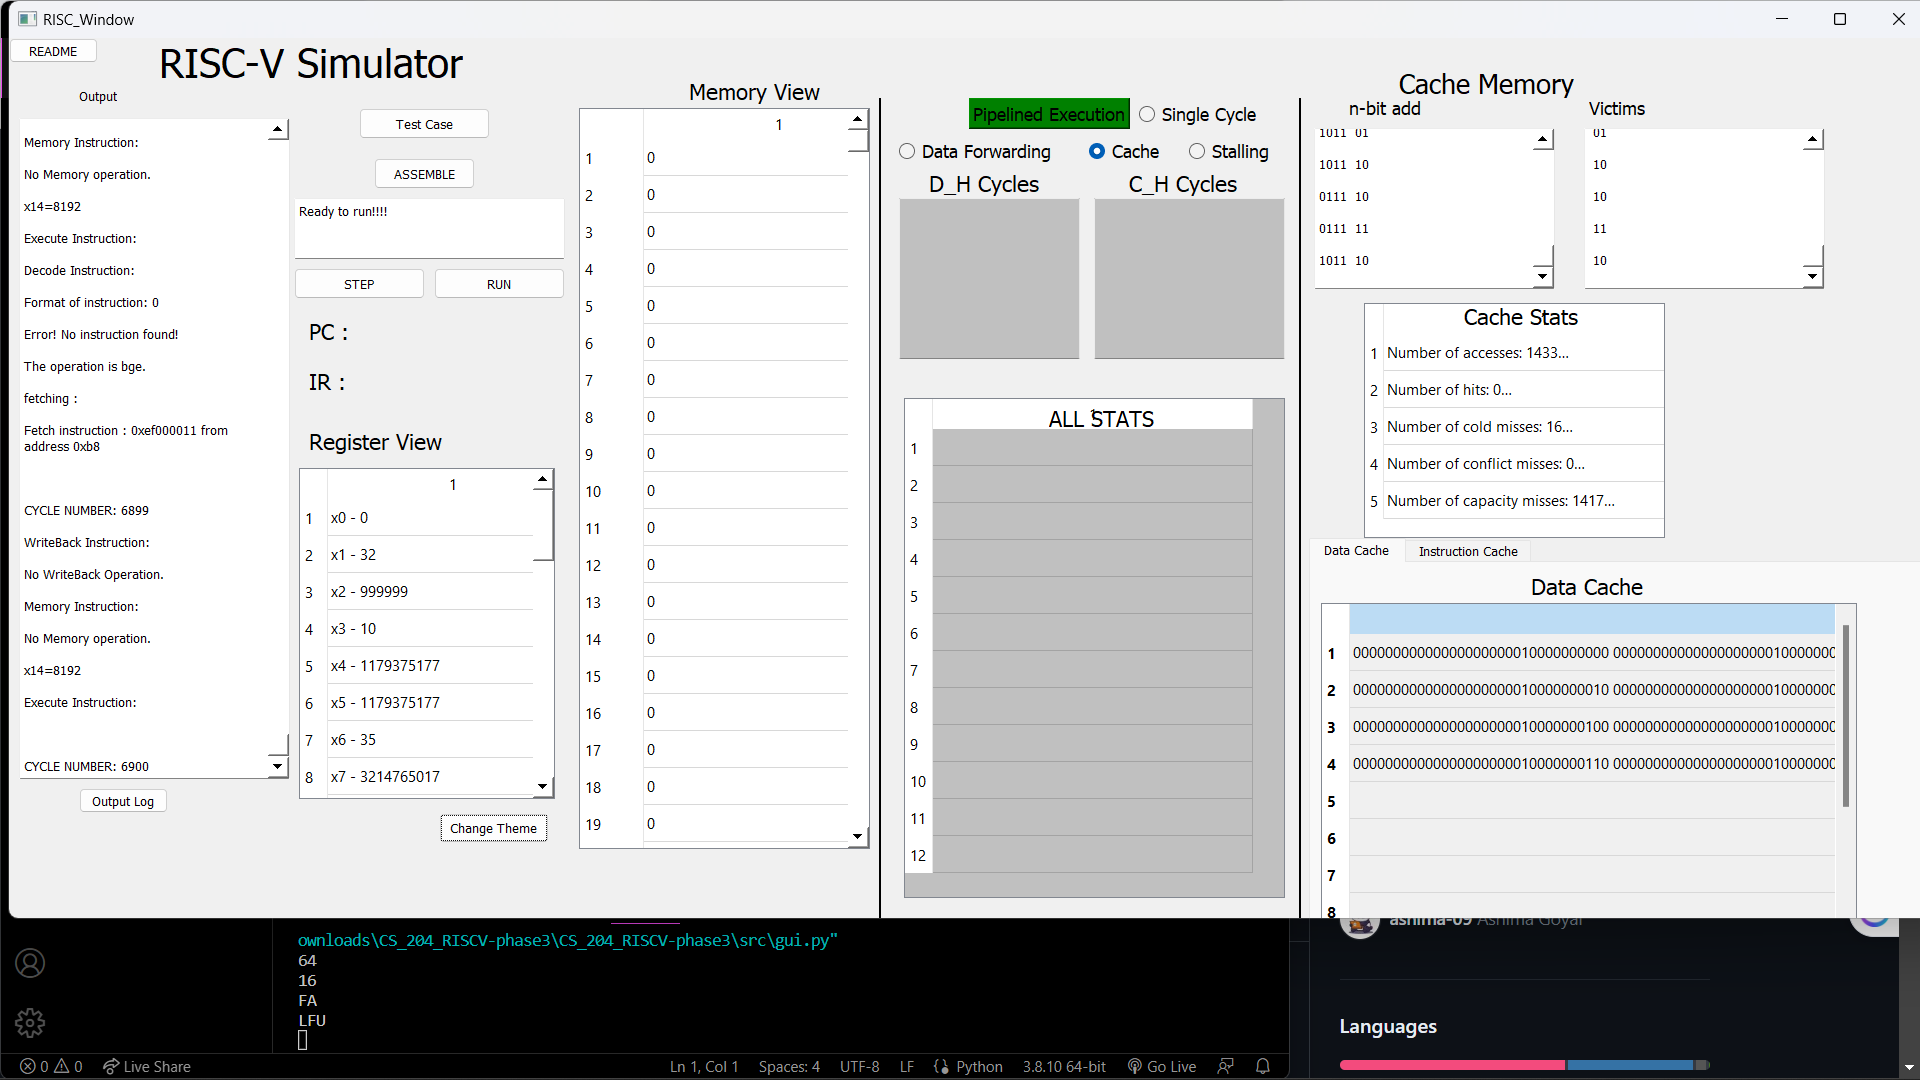 RISC_Window
README
RISC-V Simulator
Output
Memory Instruction:
No Memory operation.
x14=8192
Execute Instruction:
Decode Instruction:
Format of instruction: 0
Error! No instruction found!
The operation is bge.
fetching :
Fetch instruction : 0xef000011 from
address 0xb8
CYCLE NUMBER: 6899
WriteBack Instruction:
No WriteBack Operation.
Memory Instruction:
No Memory operation.
x14=8192
Execute Instruction:
CYCLE NUMBER: 6900
Output Log
Test Case
ASSEMBLE
Ready to run!!!!
STEP
RUN
PC :
IR :
Register View
1
1 x0 - 0
2 x1 - 32
3 x2 - 999999
4 x3 - 10
5 x4 - 1179375177
6 x5 - 1179375177
7 x6 - 35
8 x7 - 3214765017
Change Theme
Memory View
1
1 0
2 0
3 0
4 0
5 0
6 0
7 0
8 0
9 0
10 0
11 0
12 0
13 0
14 0
15 0
16 0
17 0
18 0
19 0
Pipelined Execution
Single Cycle
Data Forwarding
Cache
Stalling
D_H Cycles
C_H Cycles
ALL STATS
1
1
2
3
4
5
6
7
8
9
10
11
12
Cache Memory
n-bit add
Victims
1011 01
1011 10
0111 10
0111 11
1011 10
01
10
10
11
10
Cache Stats
1 Number of accesses: 1433...
2 Number of hits: 0...
3 Number of cold misses: 16...
4 Number of conflict misses: 0...
5 Number of capacity misses: 1417...
Data Cache
Instruction Cache
Data Cache
1 00000000000000000000010000000000 00000000000000000000010000000
2 00000000000000000000010000000010 00000000000000000000010000000
3 00000000000000000000010000000100 00000000000000000000010000000
4 00000000000000000000010000000110 00000000000000000000010000000
5
6
7
8
ownloads\CS_204_RISCV-phase3\CS_204_RISCV-phase3\src\gui.py"
64
16
FA
LFU
ashima-09 Ashima Goyal
Languages
0 0 Live Share
Ln 1, Col 1
Spaces: 4
UTF-8
LF
Python
3.8.10 64-bit
Go Live